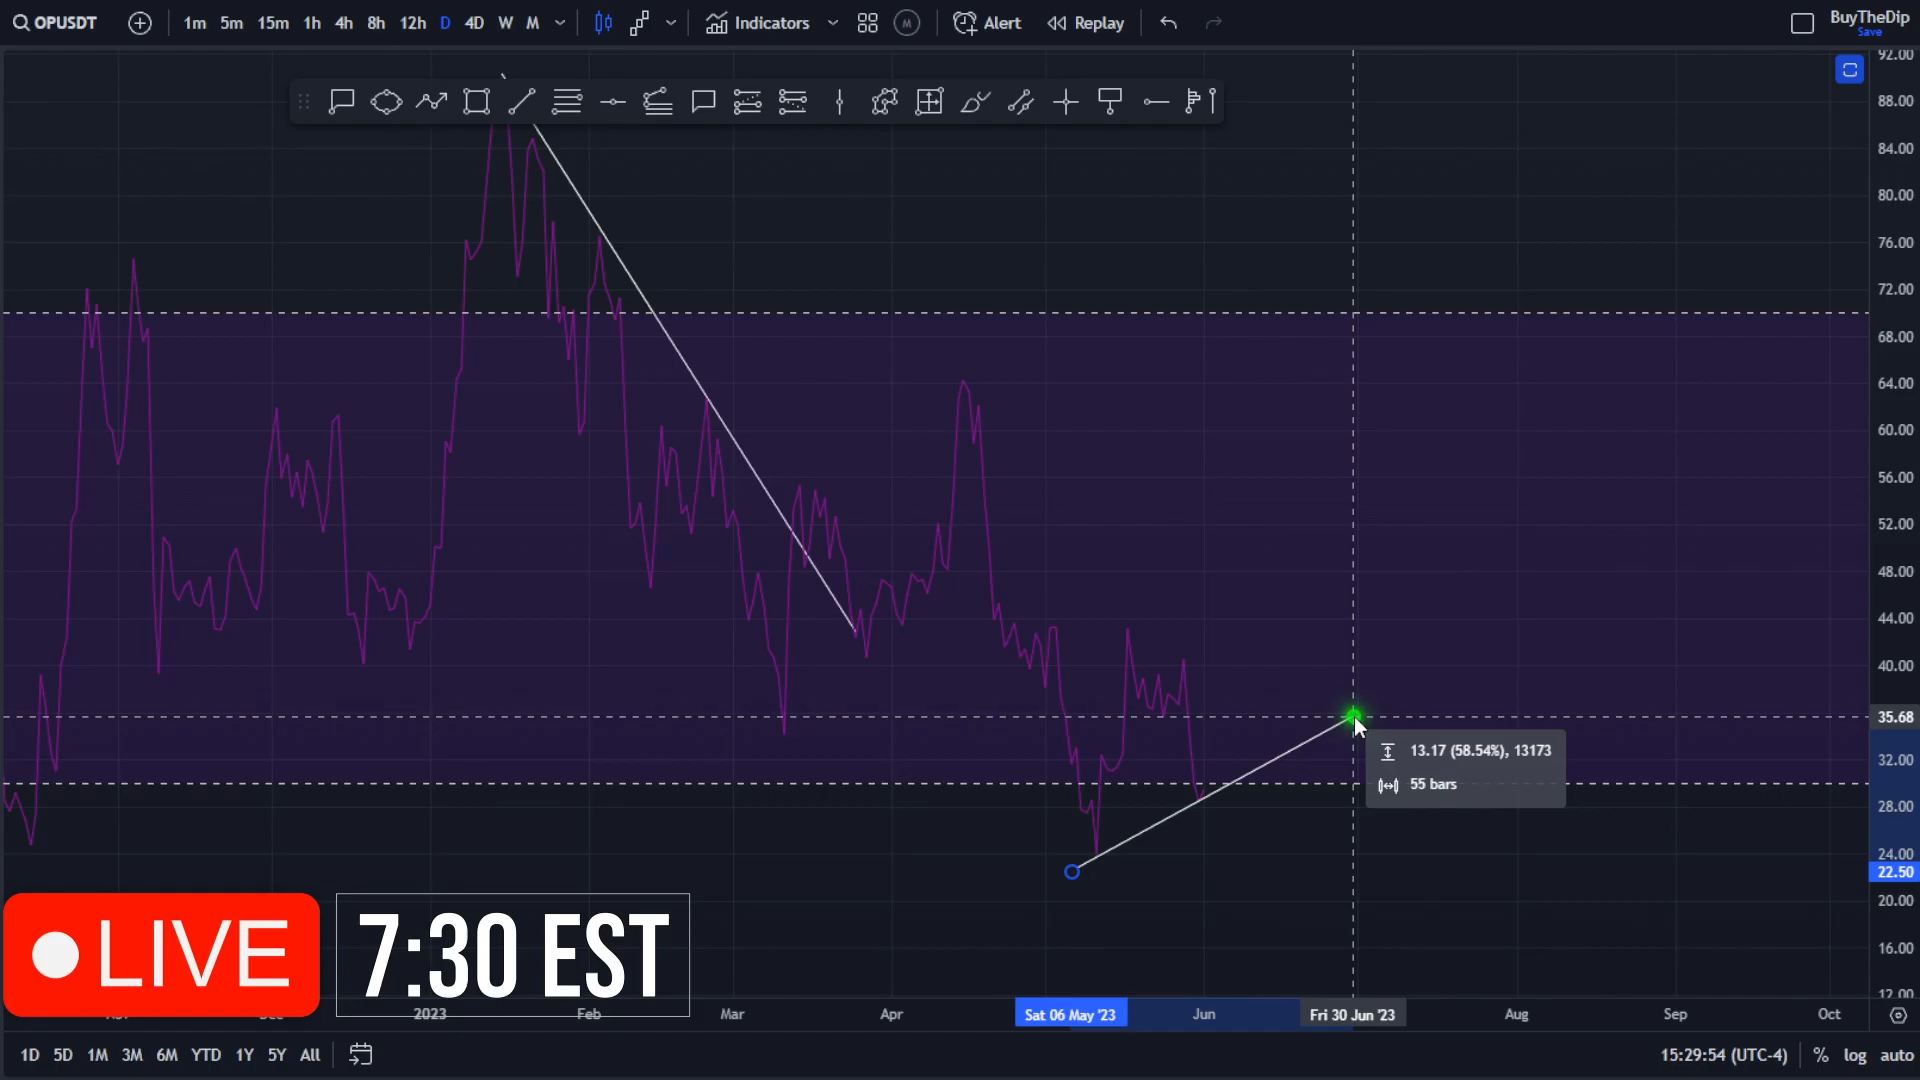 OPUSDT 1m 5m 15m 1h 4h 8h 12h D 4D W M Indicators M Alert Replay BuyTheDip
Save
92.00
88.00
84.00
80.00
76.00
72.00
68.00
64.00
60.00
56.00
52.00
48.00
44.00
40.00
35.68
13.17 (58.54%), 13173
32.00
55 bars
28.00
24.00
22.50
20.00
16.00
12.00
LIVE
7:30 EST
2023 Feb Mar Apr Sat 06 May '23 Jun Fri 30 Jun '23 Aug Sep Oct
1D 5D 1M 3M 6M YTD 1Y 5Y All 15:29:54 (UTC-4) % log auto